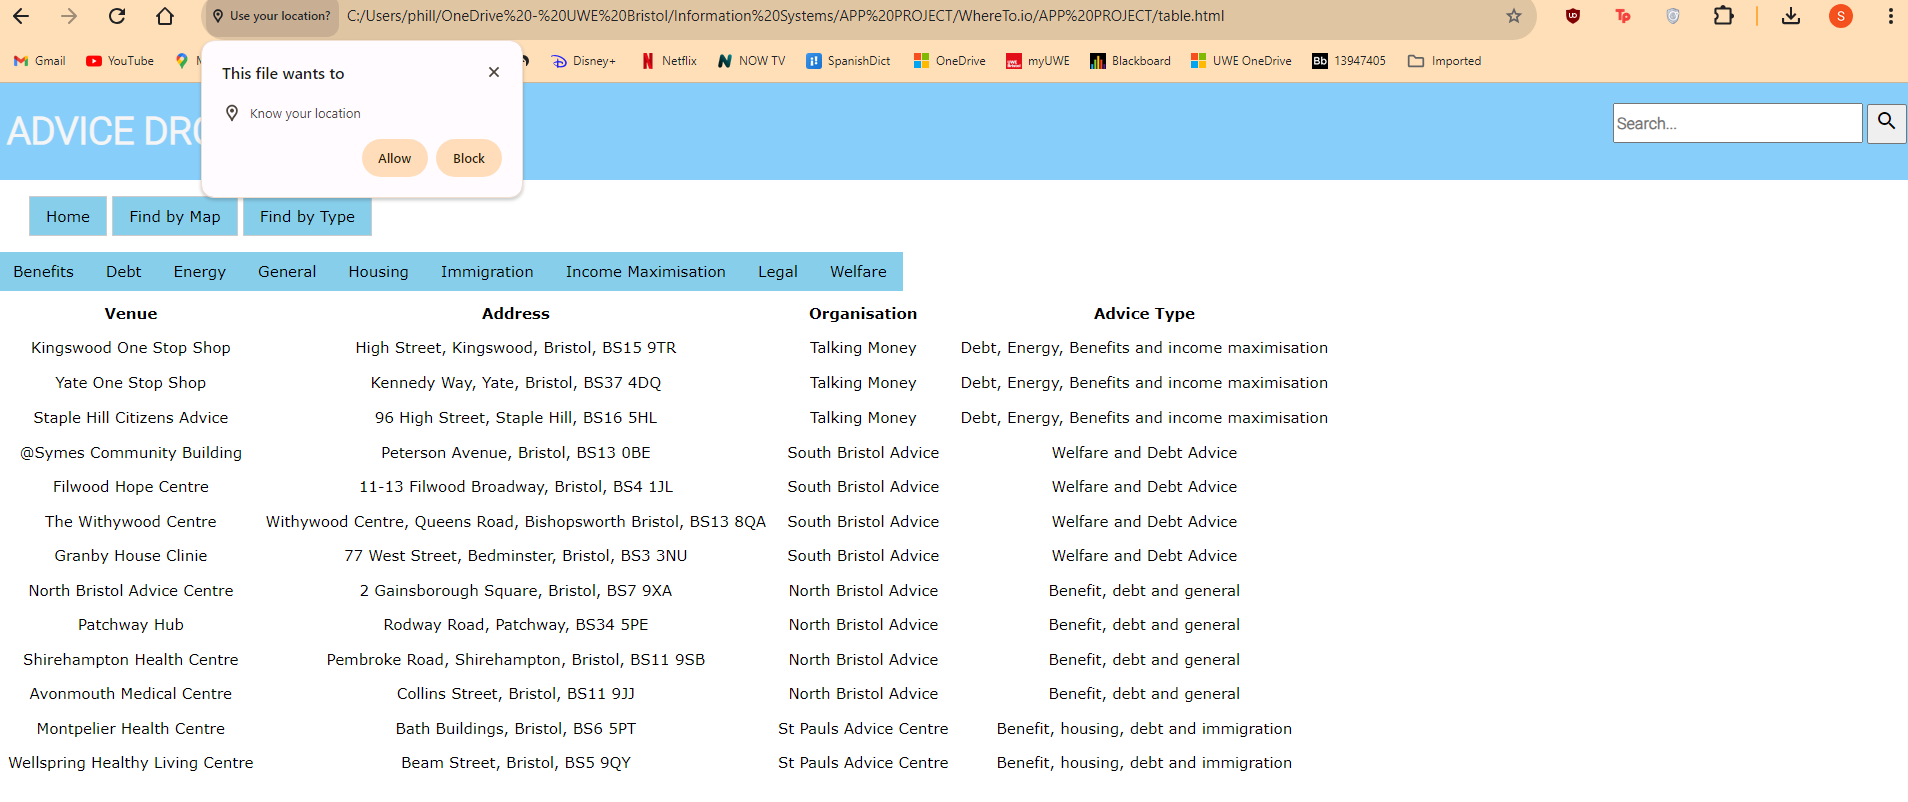 Use your location? C:/Users/phill/OneDrive%20-%20UWE%20Bristol/Information%20Systems/APP%20PROJECT/WhereTo.io/APP%20PROJECT/table.html
Gmail YouTube Disney+ Netflix NOW TV SpanishDict OneDrive myUWE Blackboard UWE OneDrive Bb 13947405 Imported
This file wants to
Know your location
Allow Block
ADVICE
Search...
Home Find by Map Find by Type
Benefits Debt Energy General Housing Immigration Income Maximisation Legal Welfare
Venue Address Organisation Advice Type
Kingswood One Stop Shop High Street, Kingswood, Bristol, BS15 9TR Talking Money Debt, Energy, Benefits and income maximisation
Yate One Stop Shop Kennedy Way, Yate, Bristol, BS37 4DQ Talking Money Debt, Energy, Benefits and income maximisation
Staple Hill Citizens Advice 96 High Street, Staple Hill, BS16 5HL Talking Money Debt, Energy, Benefits and income maximisation
@Symes Community Building Peterson Avenue, Bristol, BS13 0BE South Bristol Advice Welfare and Debt Advice
Filwood Hope Centre 11-13 Filwood Broadway, Bristol, BS4 1JL South Bristol Advice Welfare and Debt Advice
The Withywood Centre Withywood Centre, Queens Road, Bishopsworth Bristol, BS13 8QA South Bristol Advice Welfare and Debt Advice
Granby House Clinie 77 West Street, Bedminster, Bristol, BS3 3NU South Bristol Advice Welfare and Debt Advice
North Bristol Advice Centre 2 Gainsborough Square, Bristol, BS7 9XA North Bristol Advice Benefit, debt and general
Patchway Hub Rodway Road, Patchway, BS34 5PE North Bristol Advice Benefit, debt and general
Shirehampton Health Centre Pembroke Road, Shirehampton, Bristol, BS11 9SB North Bristol Advice Benefit, debt and general
Avonmouth Medical Centre Collins Street, Bristol, BS11 9JJ North Bristol Advice Benefit, debt and general
Montpelier Health Centre Bath Buildings, Bristol, BS6 5PT St Pauls Advice Centre Benefit, housing, debt and immigration
Wellspring Healthy Living Centre Beam Street, Bristol, BS5 9QY St Pauls Advice Centre Benefit, housing, debt and immigration